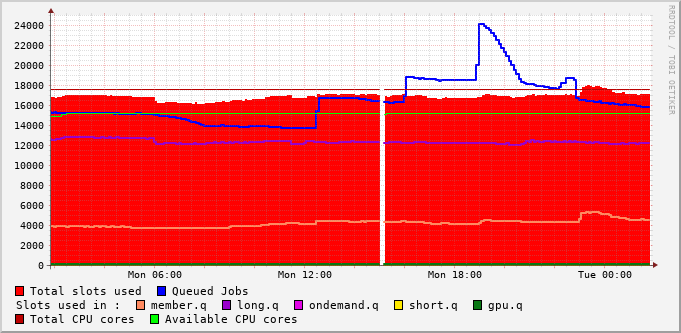 RRDTOOL / TOBI OETIKER
24000
22000
20000
18000
16000
14000
12000
10000
8000
6000
4000
2000
0
Mon 06:00 Mon 12:00 Mon 18:00 Tue 00:00
Total slots used Queued Jobs
Slots used in : member.q long.q ondemand.q short.q gpu.q
Total CPU cores Available CPU cores